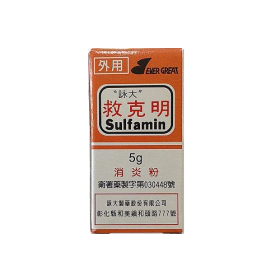 外用
EVER GREAT
"詠大"
救克明
Sulfamin
5g
消炎粉
衛署藥製字第030448號
詠大製藥股份有限公司
彰化縣和美鎮和頭路777號